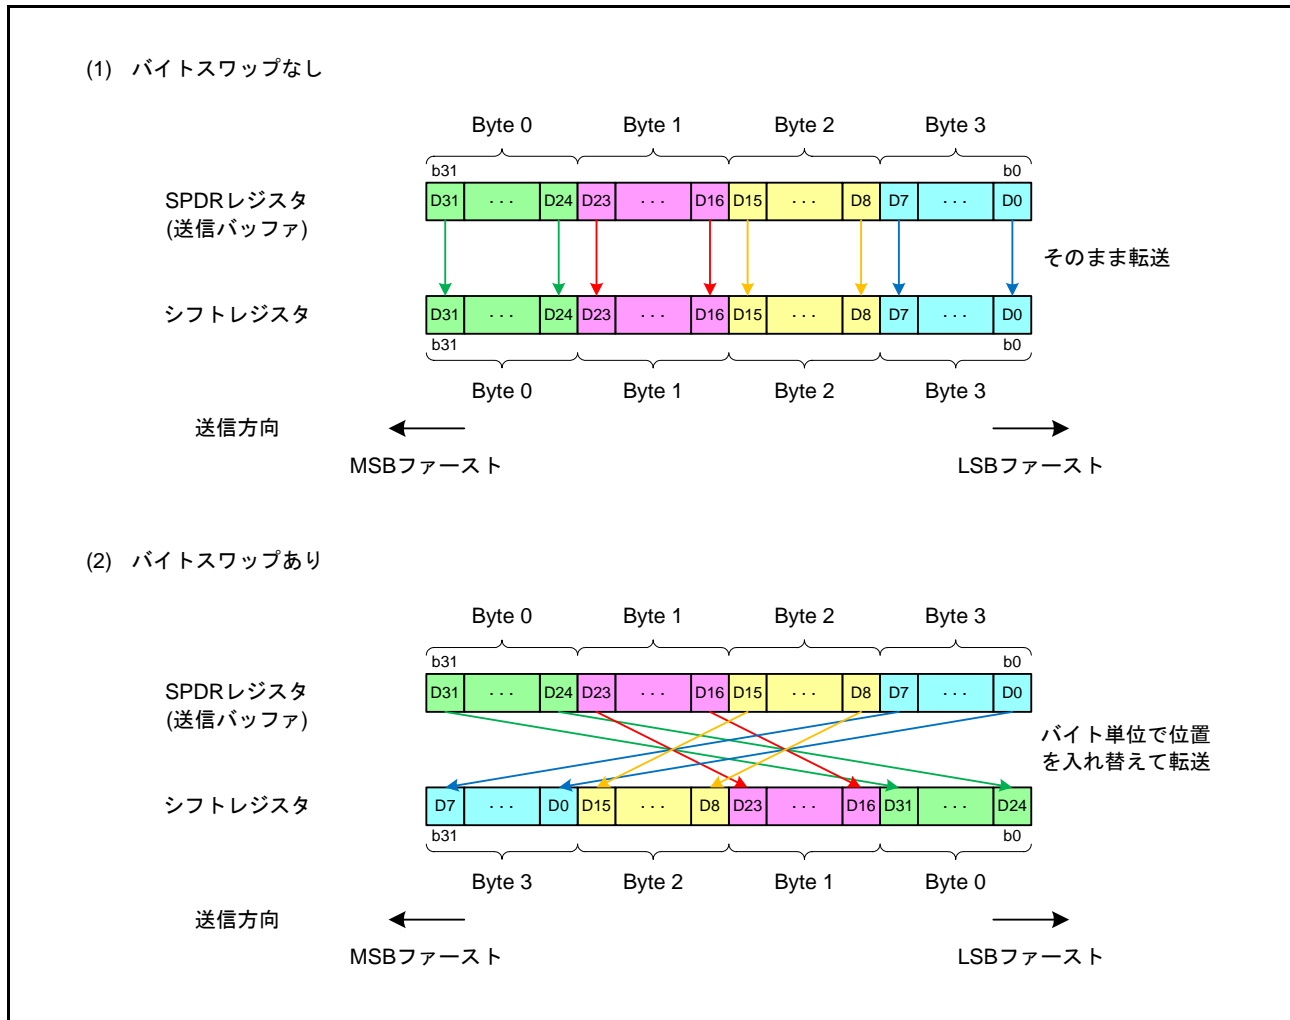 (1) バイトスワップなし
Byte 0 Byte 1 Byte 2 Byte 3
b31 b0
SPDRレジスタ
(送信バッファ)
D31 ··· D24 D23 ··· D16 D15 ··· D8 D7 ··· D0
そのまま転送
シフトレジスタ
D31 ··· D24 D23 ··· D16 D15 ··· D8 D7 ··· D0
b31 b0
Byte 0 Byte 1 Byte 2 Byte 3
送信方向
MSBファースト LSBファースト
(2) バイトスワップあり
Byte 0 Byte 1 Byte 2 Byte 3
b31 b0
SPDRレジスタ
(送信バッファ)
D31 ··· D24 D23 ··· D16 D15 ··· D8 D7 ··· D0
バイト単位で位置
を入れ替えて転送
シフトレジスタ
D7 ··· D0 D15 ··· D8 D23 ··· D16 D31 ··· D24
b31 b0
Byte 3 Byte 2 Byte 1 Byte 0
送信方向
MSBファースト LSBファースト